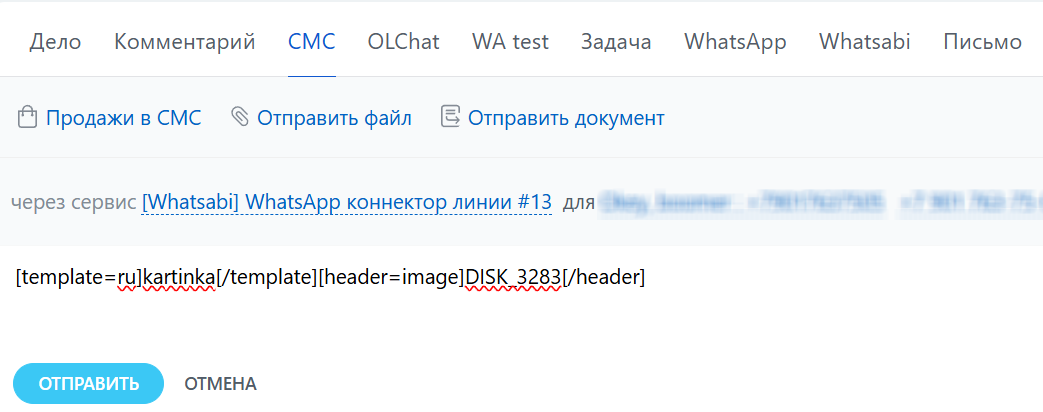 Дело Комментарий СМС OLChat WA test Задача WhatsApp Whatsabi Письмо
Продажи в СМС Отправить файл Отправить документ
через сервис [Whatsabi] WhatsApp коннектор линии #13 для
[template=ru]kartinka[/template][header=image]DISK_3283[/header]
ОТПРАВИТЬ ОТМЕНА